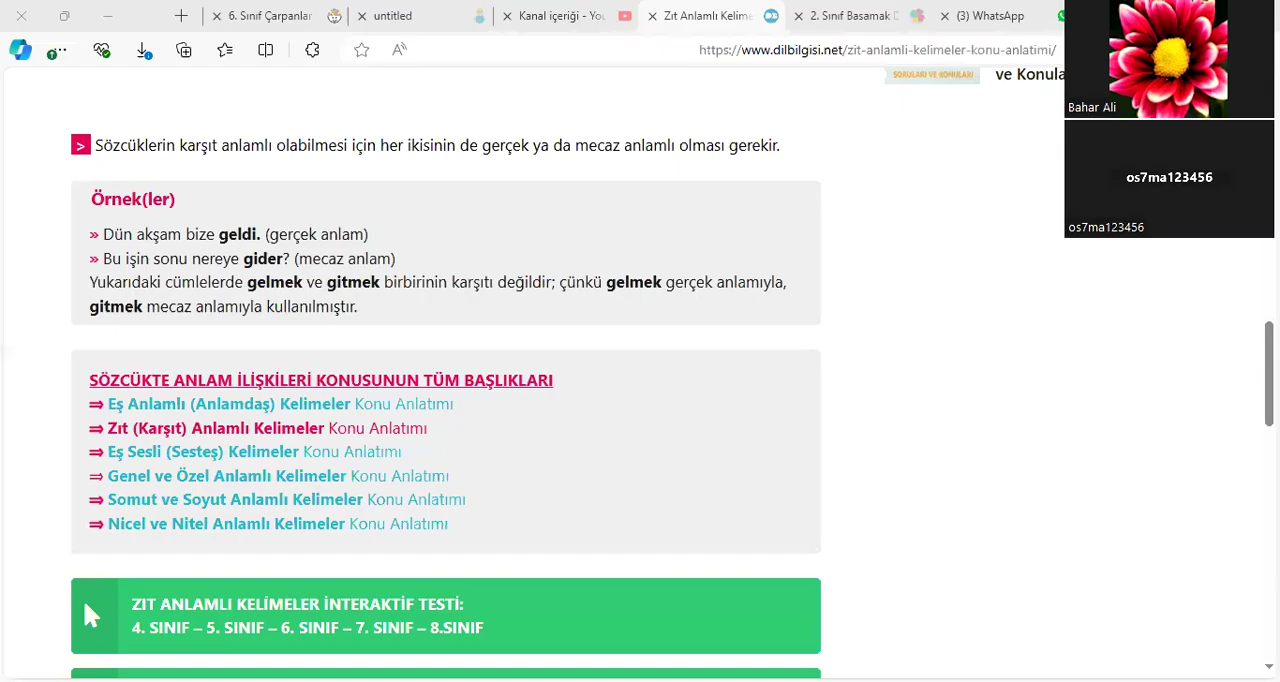 6. Sınıf Çarpanlar
untitled
Kanal içeriği - You
Zıt Anlamlı Kelime
2. Sınıf Basamak D
(3) WhatsApp
https://www.dilbilgisi.net/zit-anlamli-kelimeler-konu-anlatimi/
SORULARI VE KONULARI
ve Konula
Bahar Ali
os7ma123456
os7ma123456
> Sözcüklerin karşıt anlamlı olabilmesi için her ikisinin de gerçek ya da mecaz anlamlı olması gerekir.
Örnek(ler)
» Dün akşam bize geldi. (gerçek anlam)
» Bu işin sonu nereye gider? (mecaz anlam)
Yukarıdaki cümlelerde gelmek ve gitmek birbirinin karşıtı değildir; çünkü gelmek gerçek anlamıyla,
gitmek mecaz anlamıyla kullanılmıştır.
SÖZCÜKTE ANLAM İLİŞKİLERİ KONUSUNUN TÜM BAŞLIKLARI
⇒ Eş Anlamlı (Anlamdaş) Kelimeler Konu Anlatımı
⇒ Zıt (Karşıt) Anlamlı Kelimeler Konu Anlatımı
⇒ Eş Sesli (Sesteş) Kelimeler Konu Anlatımı
⇒ Genel ve Özel Anlamlı Kelimeler Konu Anlatımı
⇒ Somut ve Soyut Anlamlı Kelimeler Konu Anlatımı
⇒ Nicel ve Nitel Anlamlı Kelimeler Konu Anlatımı
ZIT ANLAMLI KELİMELER İNTERAKTİF TESTİ:
4. SINIF – 5. SINIF – 6. SINIF – 7. SINIF – 8.SINIF